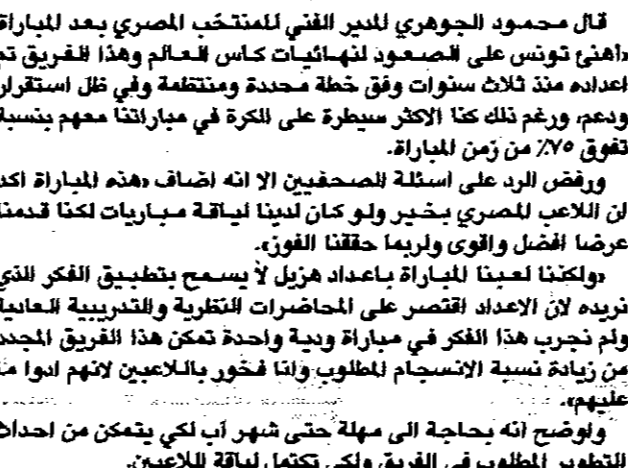 قال محمود الجوهري المدير الفني للمنتخب المصري بعد المباراة
«أهنئ تونس على الصعود لنهائيات كاس العالم وهذا الفريق تم
اعداده منذ ثلاث سنوات وفق خطة محددة ومنتظمة وفي ظل استقرار
ودعم، ورغم ذلك كنا الاكثر سيطرة على الكرة في مباراتنا معهم بنسبة
تفوق ٧٥٪ من زمن المباراة.
ورفض الرد على اسئلة الصحفيين الا انه اضاف «هذه المباراة اكد
ان اللاعب المصري بخير ولو كان لدينا لياقة مباريات لكنا قدمنا
عرضا افضل واقوى ولربما حققنا الفوز».
«ولكننا لعبنا المباراة باعداد هزيل لا يسمح بتطبيق الفكر الذي
نريده لان الاعداد اقتصر على المحاضرات النظرية والتدريبية العادية
ولم نجرب هذا الفكر في مباراة ودية واحدة تمكن هذا الفريق المجدد
من زيادة نسبة الانسجام المطلوب وانا فخور باللاعبين لانهم ادوا ما
عليهم».
واوضح انه بحاجة الى مهلة حتى شهر آب لكي يتمكن من احداث
التطوير المطلوب في الفريق ولكي تكتمل لياقة اللاعبين.